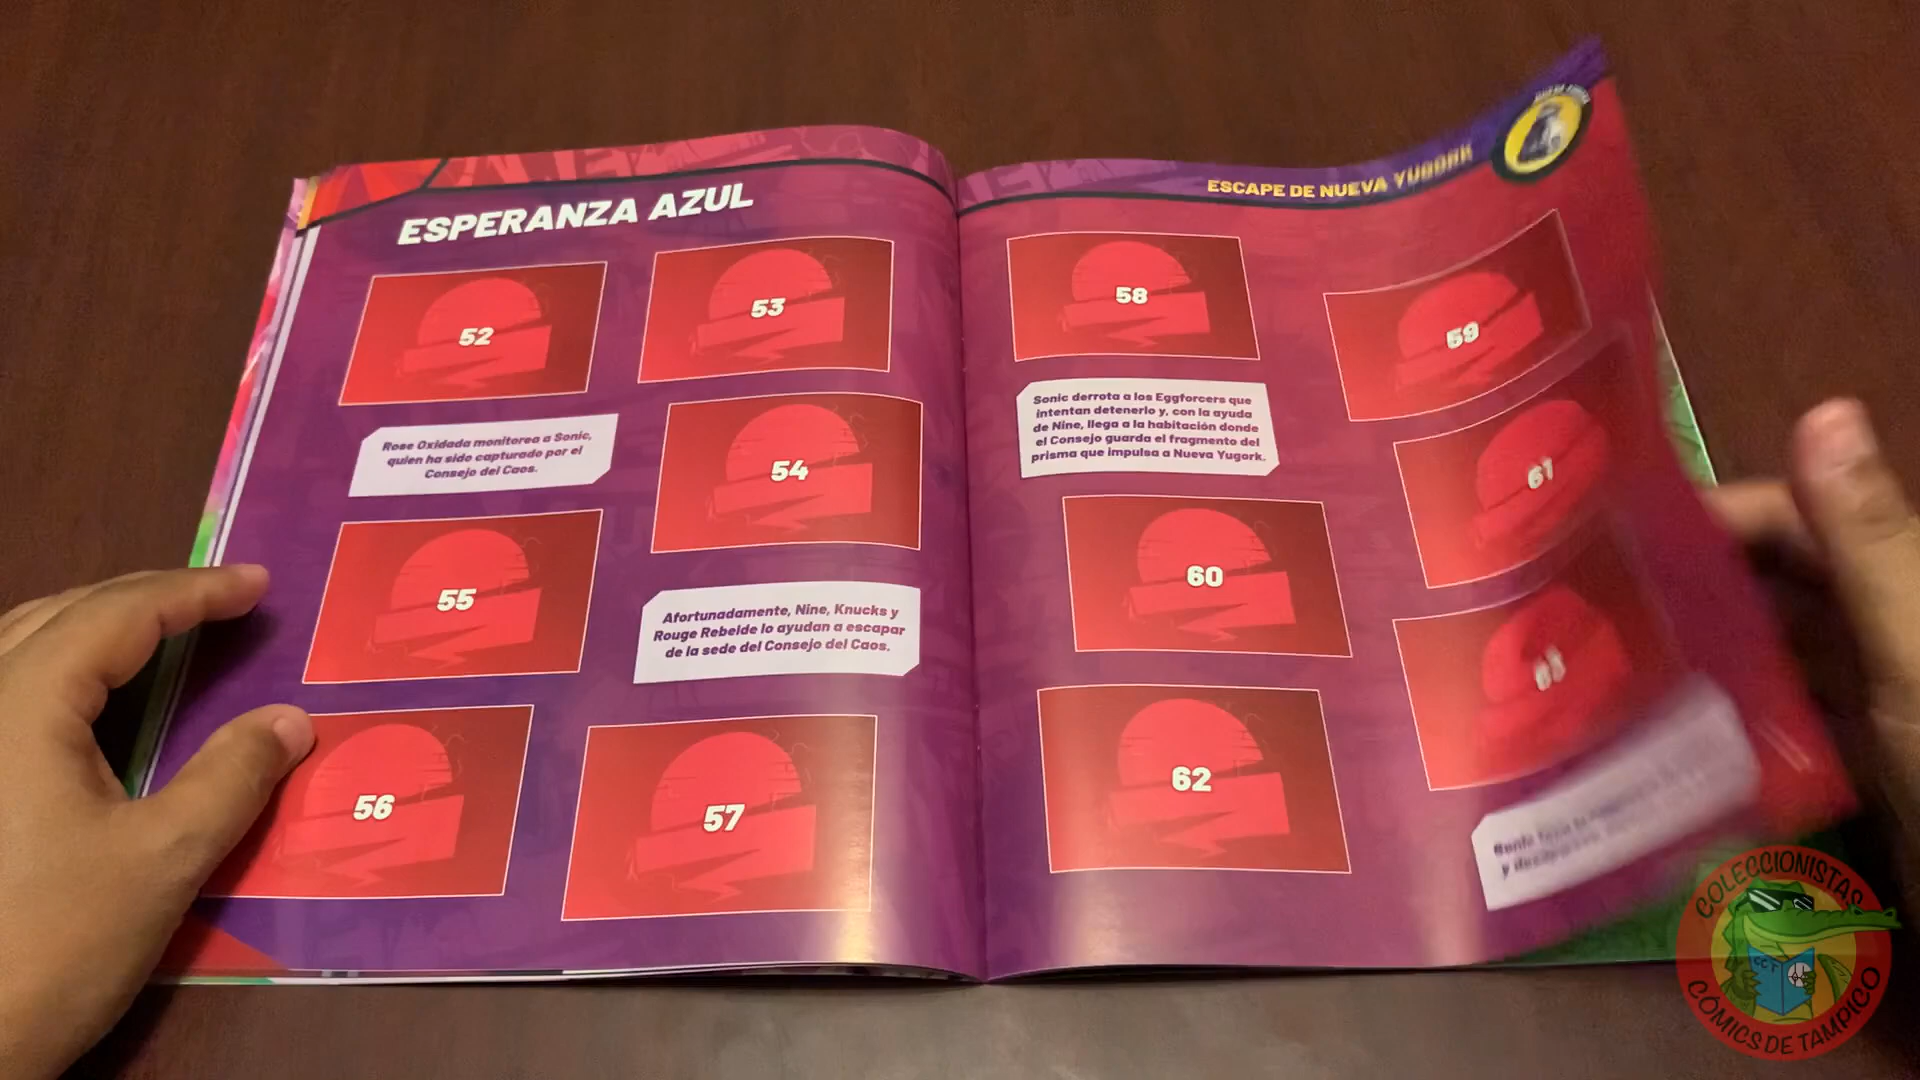 ESPERANZA AZUL
52
53
Rose Oxidada monitorea a Sonic,
quien ha sido capturado por el
Consejo del Caos.
54
55
Afortunadamente, Nine, Knucks y
Rouge Rebelde lo ayudan a escapar
de la sede del Consejo del Caos.
56
57
ESCAPE DE NUEVA YUGORK
58
59
Sonic derrota a los Eggforcers que
intentan detenerlo y, con la ayuda
de Nine, llega a la habitación donde
el Consejo guarda el fragmento del
prisma que impulsa a Nueva Yugork.
61
60
63
62
Sonic
y
COLECCIONISTAS
CCT
CÓMICS DE TAMPICO